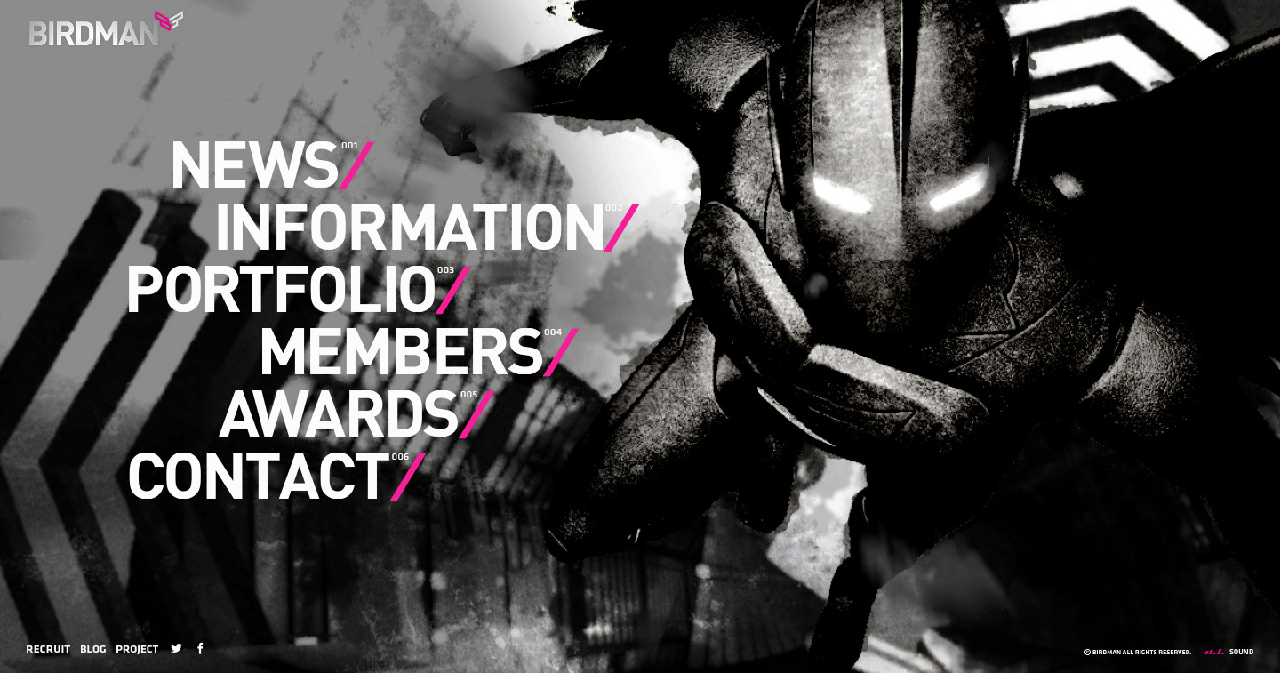 BIRDMAN
NEWS 001
INFORMATION 002
PORTFOLIO 003
MEMBERS 004
AWARDS 005
CONTACT 006
RECRUIT BLOG PROJECT
© BIRDMAN ALL RIGHTS RESERVED. SOUND